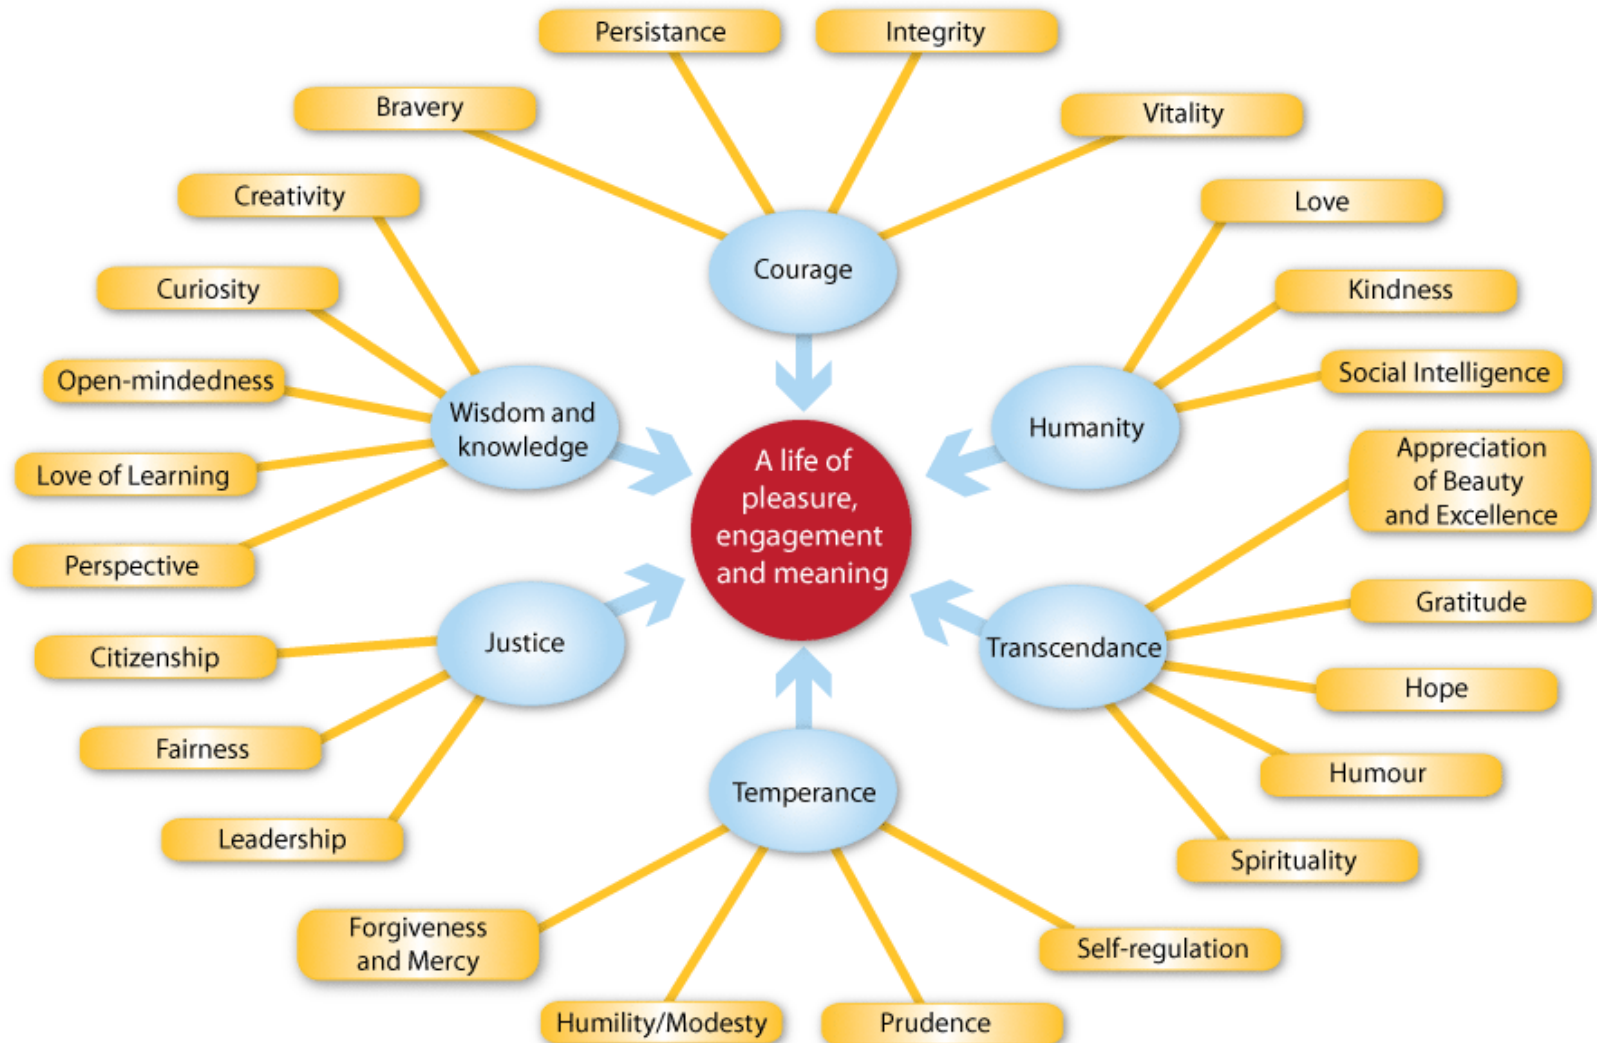 Persistance
Integrity
Bravery
Vitality
Creativity
Love
Courage
Curiosity
Kindness
Open-mindedness
Social Intelligence
Wisdom and
knowledge
Humanity
Love of Learning
Appreciation
of Beauty
and Excellence
A life of
pleasure,
engagement
and meaning
Perspective
Gratitude
Justice
Transcendance
Citizenship
Hope
Fairness
Humour
Temperance
Leadership
Spirituality
Forgiveness
and Mercy
Self-regulation
Humility/Modesty
Prudence